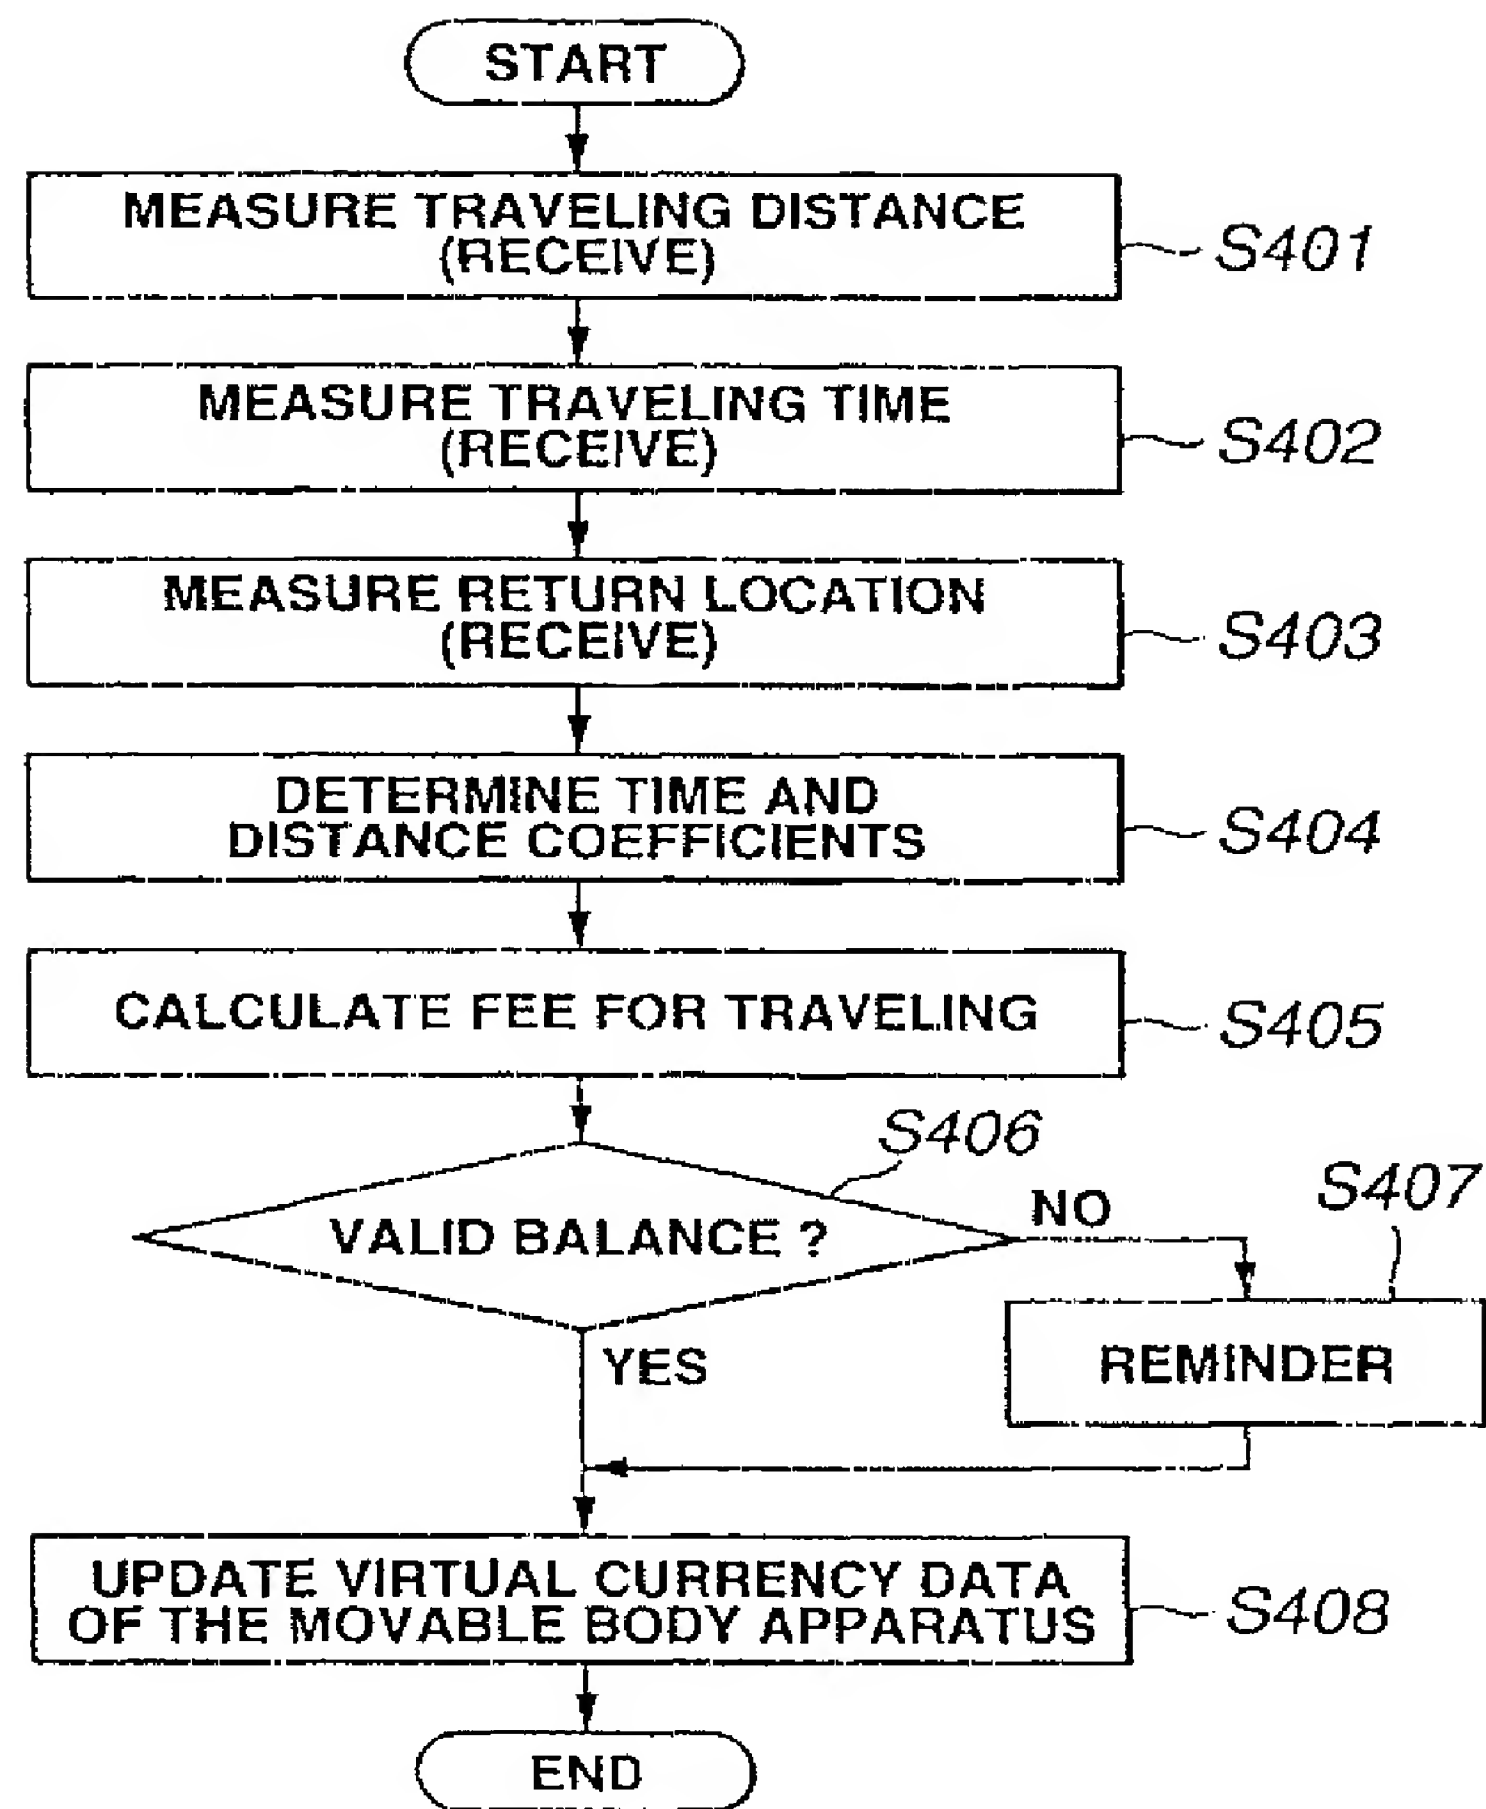 START
MEASURE TRAVELING DISTANCE
(RECEIVE)
S401
MEASURE TRAVELING TIME
(RECEIVE)
S402
MEASURE RETURN LOCATION
(RECEIVE)
S403
DETERMINE TIME AND
DISTANCE COEFFICIENTS
S404
CALCULATE FEE FOR TRAVELING
S405
S406
VALID BALANCE ?
NO
S407
YES
REMINDER
UPDATE VIRTUAL CURRENCY DATA
OF THE MOVABLE BODY APPARATUS
S408
END